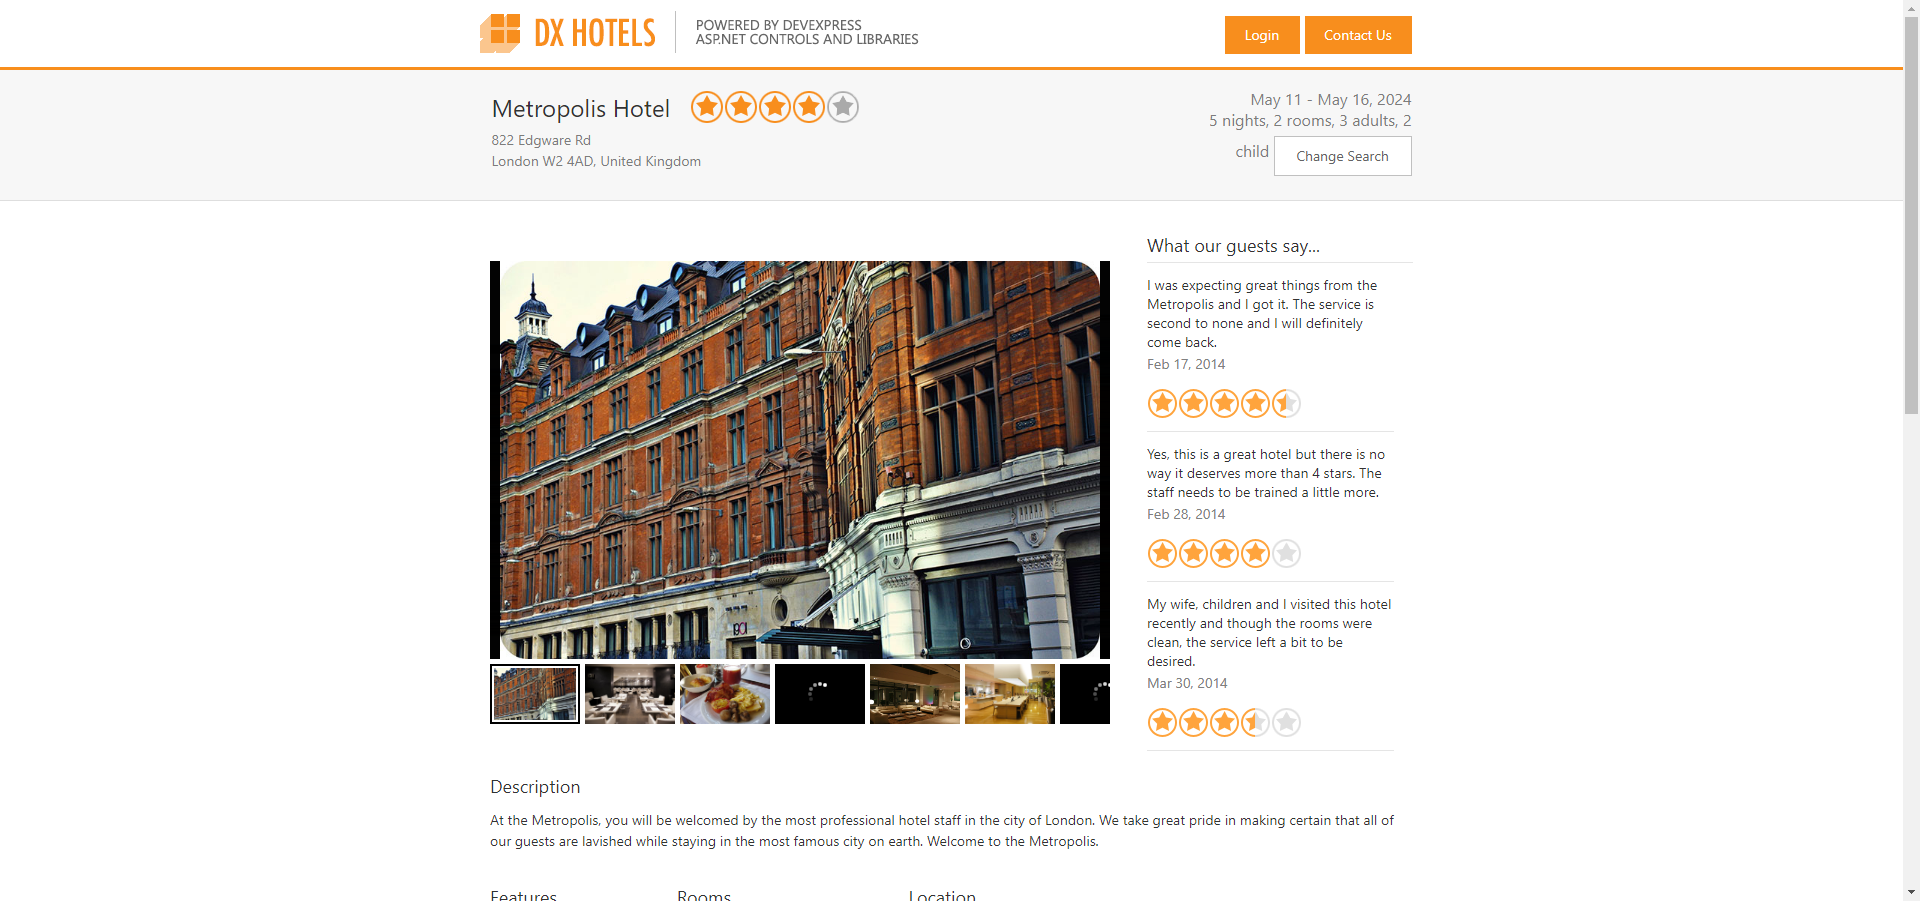 DX HOTELS
POWERED BY DEVEXPRESS
ASP.NET CONTROLS AND LIBRARIES
Login
Contact Us
Metropolis Hotel
822 Edgware Rd
London W2 4AD, United Kingdom
May 11 - May 16, 2024
5 nights, 2 rooms, 3 adults, 2
child
Change Search
What our guests say...
I was expecting great things from the
Metropolis and I got it. The service is
second to none and I will definitely
come back.
Feb 17, 2014
Yes, this is a great hotel but there is no
way it deserves more than 4 stars. The
staff needs to be trained a little more.
Feb 28, 2014
My wife, children and I visited this hotel
recently and though the rooms were
clean, the service left a bit to be
desired.
Mar 30, 2014
Description
At the Metropolis, you will be welcomed by the most professional hotel staff in the city of London. We take great pride in making certain that all of
our guests are lavished while staying in the most famous city on earth. Welcome to the Metropolis.
Features
Rooms
Location